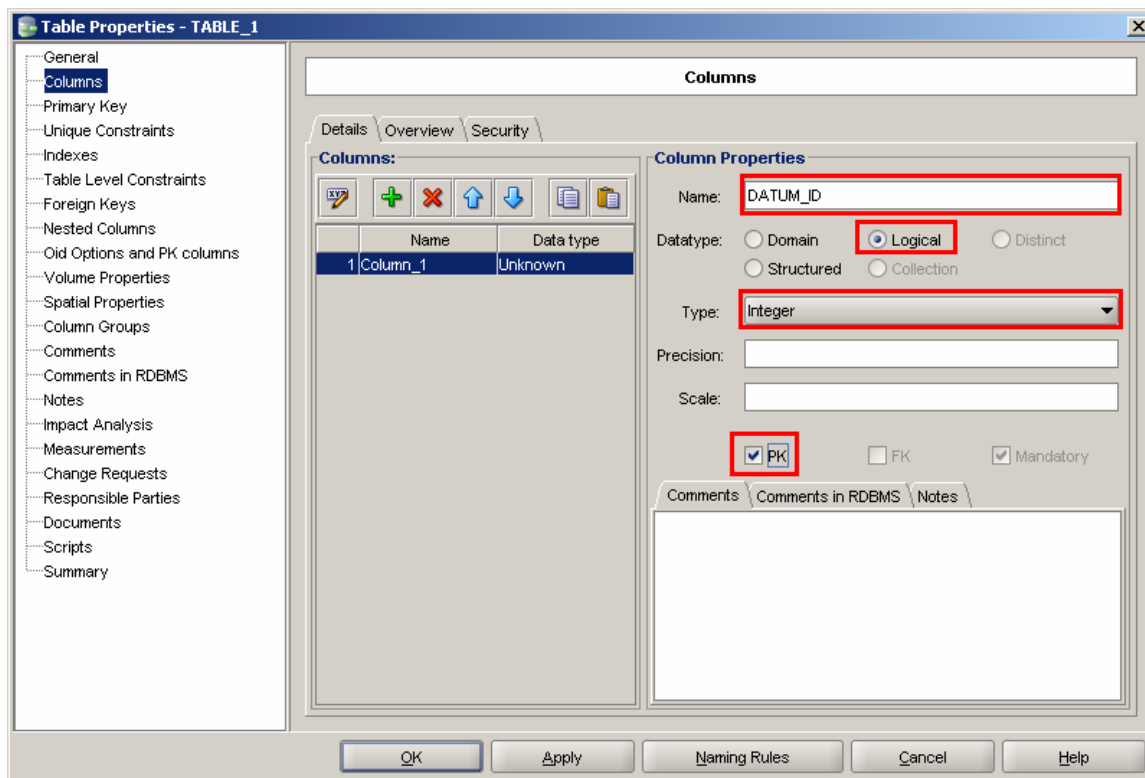 Table Properties - TABLE_1
General
Columns
Primary Key
Unique Constraints
Indexes
Table Level Constraints
Foreign Keys
Nested Columns
Oid Options and PK columns
Volume Properties
Spatial Properties
Column Groups
Comments
Comments in RDBMS
Notes
Impact Analysis
Measurements
Change Requests
Responsible Parties
Documents
Scripts
Summary
Columns
Details Overview Security
Columns:
XYZ
Name Data type
1 Column_1 Unknown
Column Properties
Name: DATUM_ID
Datatype: Domain Logical Distinct
Structured Collection
Type: Integer
Precision:
Scale:
PK FK Mandatory
Comments Comments in RDBMS Notes
OK Apply Naming Rules Cancel Help